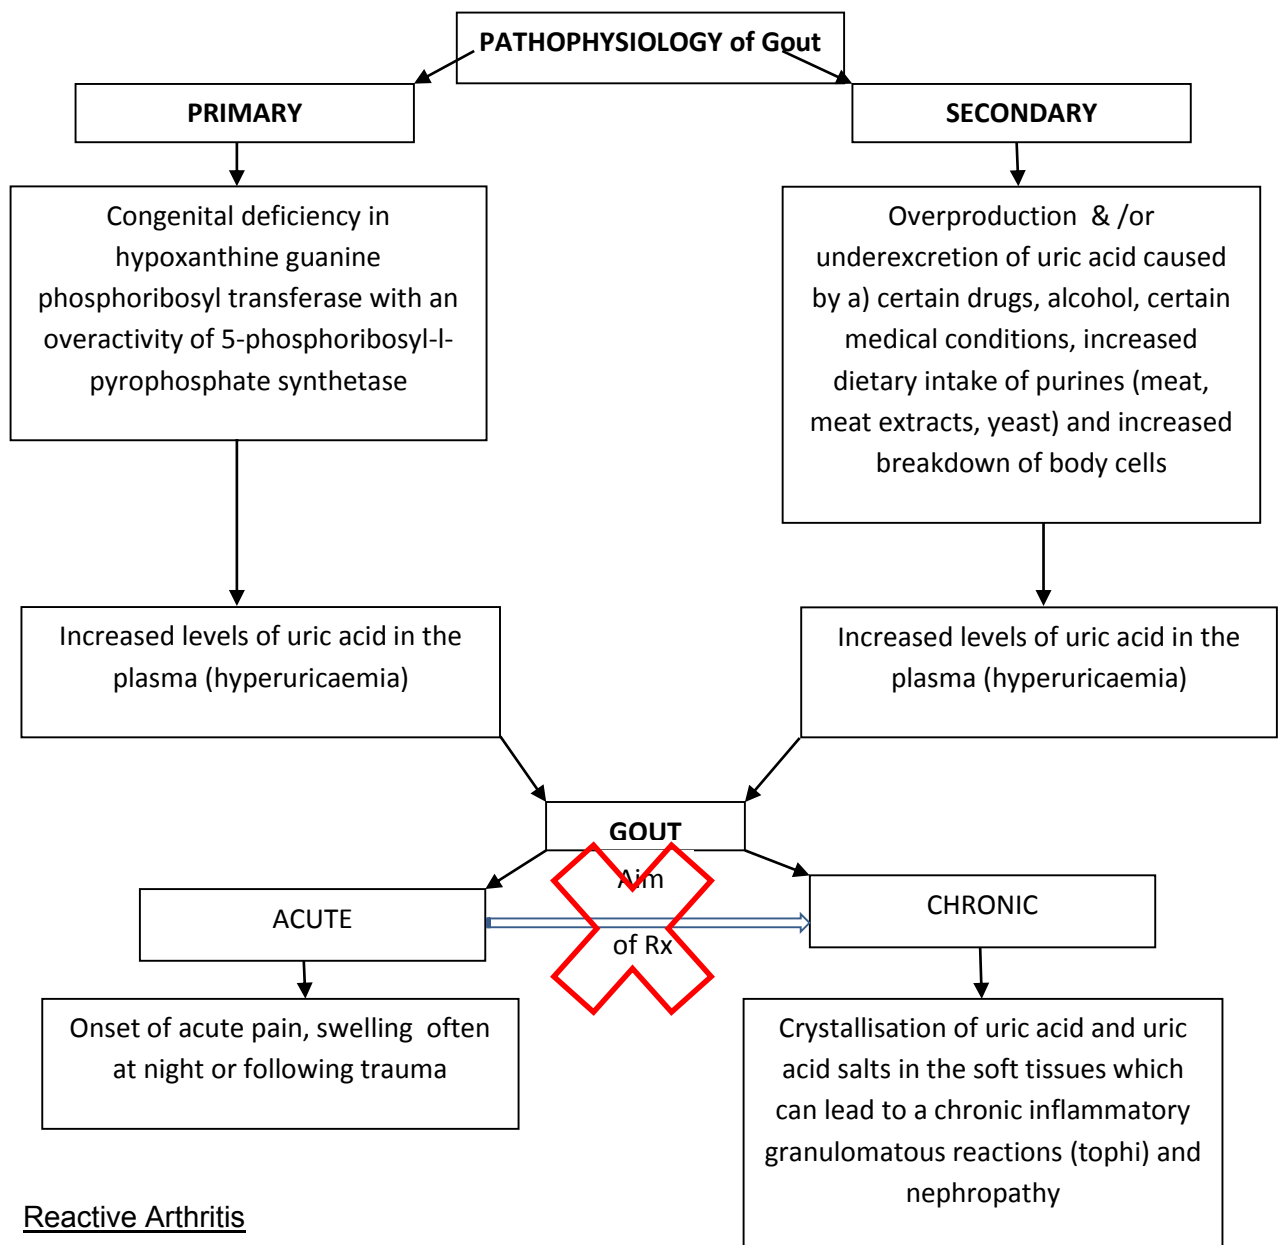 PATHOPHYSIOLOGY of Gout
PRIMARY
SECONDARY
Congenital deficiency in
hypoxanthine guanine
phosphoribosyl transferase with an
overactivity of 5-phosphoribosyl-l-
pyrophosphate synthetase
Overproduction & /or
underexcretion of uric acid caused
by a) certain drugs, alcohol, certain
medical conditions, increased
dietary intake of purines (meat,
meat extracts, yeast) and increased
breakdown of body cells
Increased levels of uric acid in the
plasma (hyperuricaemia)
Increased levels of uric acid in the
plasma (hyperuricaemia)
GOUT
Aim
of Rx
ACUTE
CHRONIC
Onset of acute pain, swelling often
at night or following trauma
Crystallisation of uric acid and uric
acid salts in the soft tissues which
can lead to a chronic inflammatory
granulomatous reactions (tophi) and
nephropathy
Reactive Arthritis